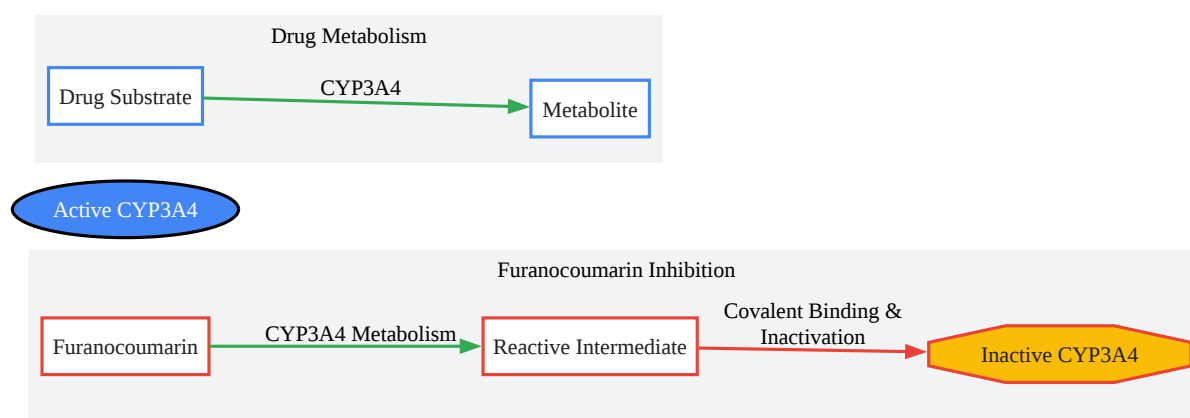 Drug Metabolism
Drug Substrate
CYP3A4
Metabolite
Active CYP3A4
Furanocoumarin Inhibition
Furanocoumarin
CYP3A4 Metabolism
Reactive Intermediate
Covalent Binding &
Inactivation
Inactive CYP3A4